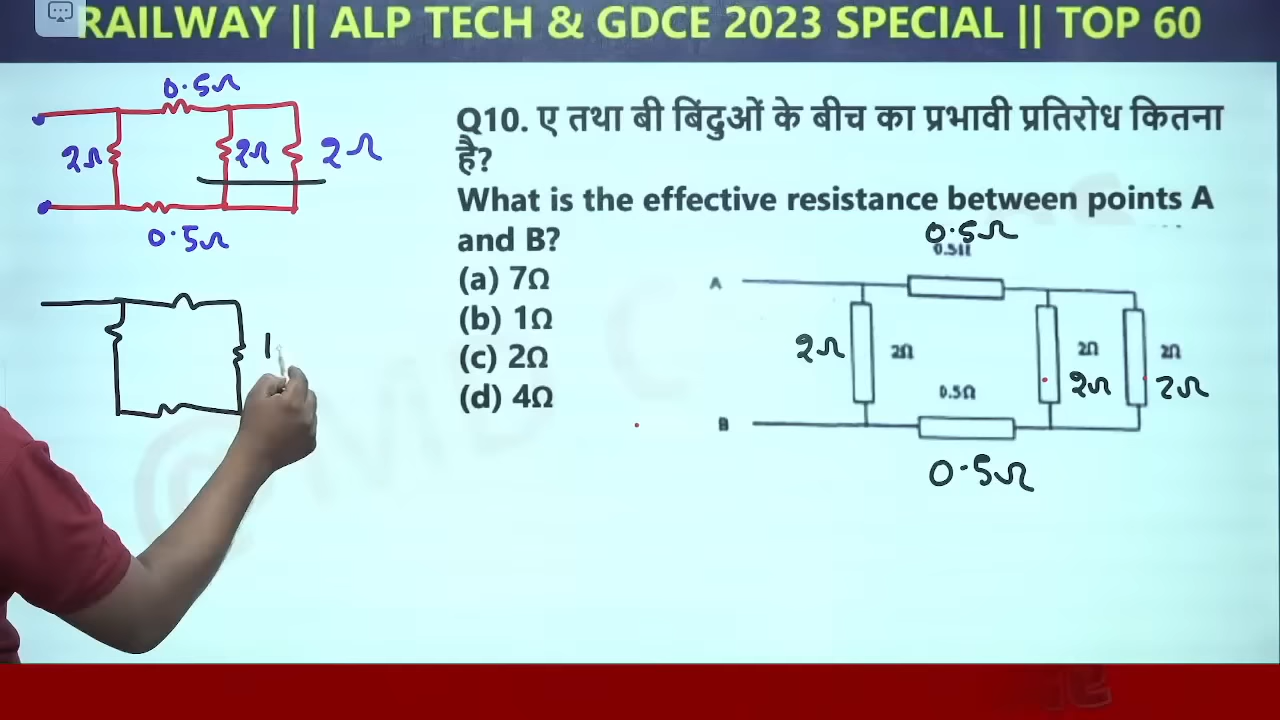 RAILWAY || ALP TECH & GDCE 2023 SPECIAL || TOP 60
0.5Ω
2Ω
2Ω
2Ω
0.5Ω
1
Q10. ए तथा बी बिंदुओं के बीच का प्रभावी प्रतिरोध कितना
है?
What is the effective resistance between points A
and B?
(a) 7Ω
(b) 1Ω
(c) 2Ω
(d) 4Ω
0.5Ω
0.5Ω
A
2Ω
2Ω
2Ω
2Ω
2Ω
2Ω
0.5Ω
B
0.5Ω